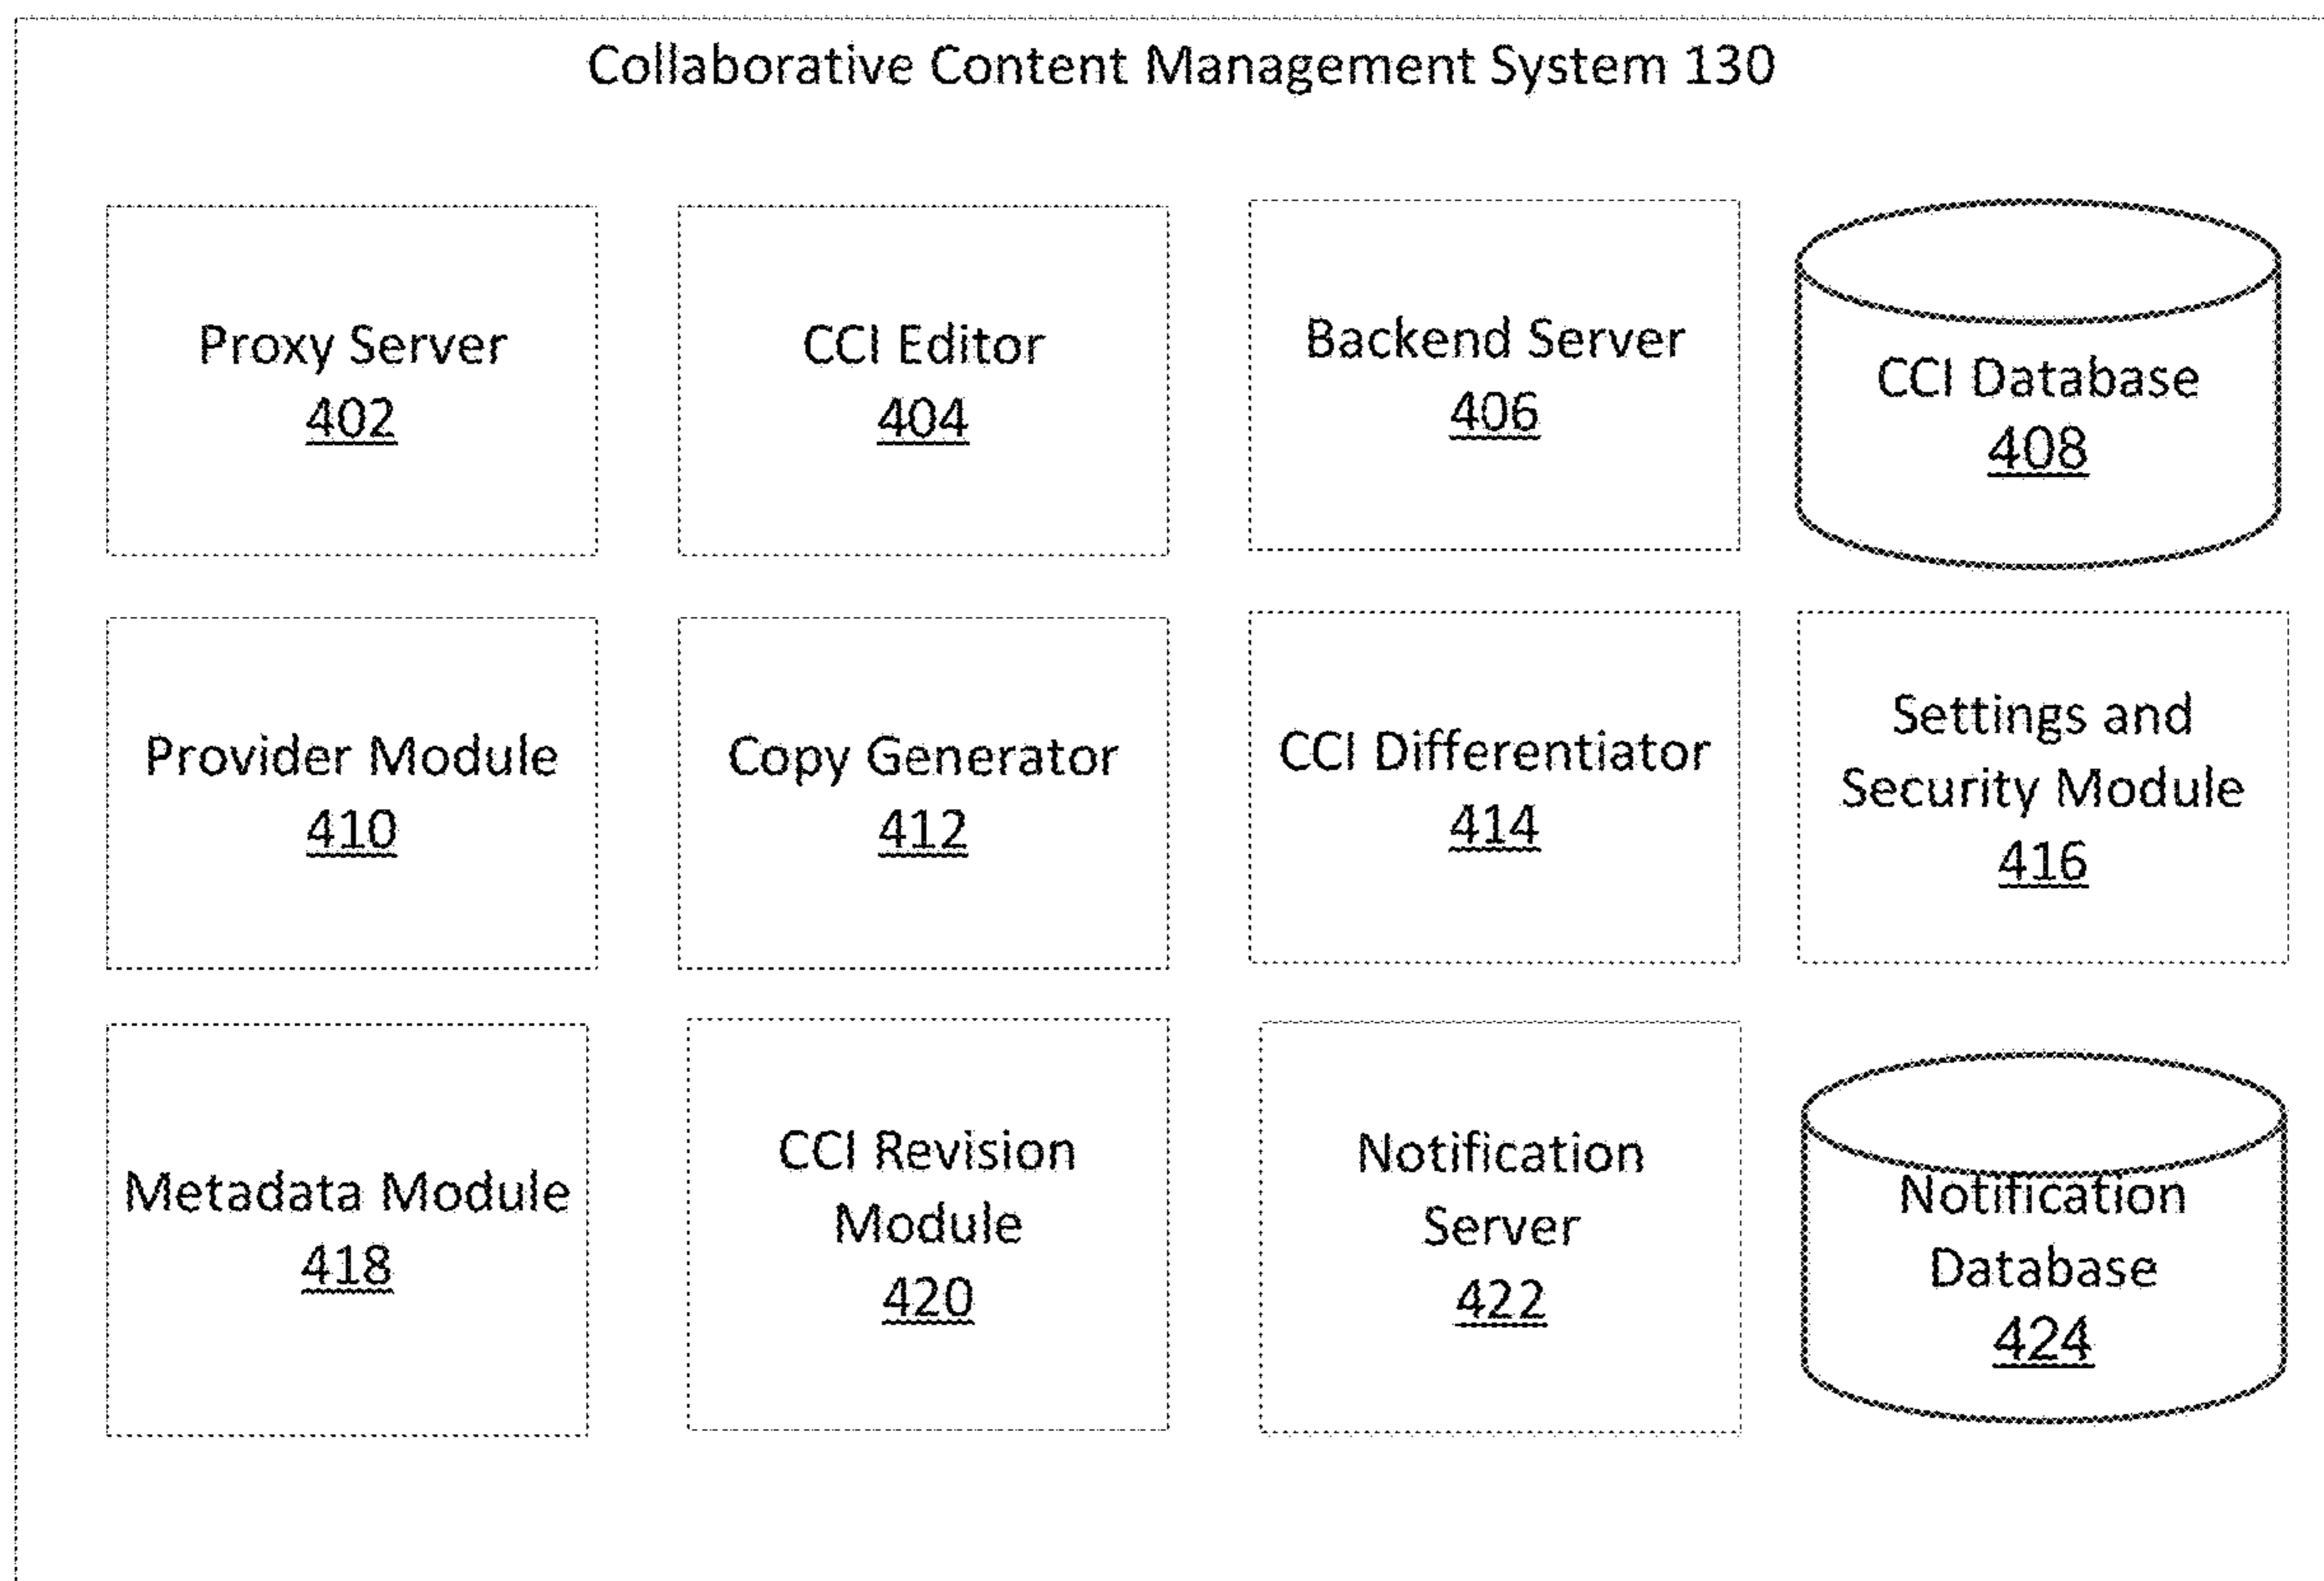 Collaborative Content Management System 130
Proxy Server
402
CCI Editor
404
Backend Server
406
CCI Database
408
Provider Module
410
Copy Generator
412
CCI Differentiator
414
Settings and
Security Module
416
Metadata Module
418
CCI Revision
Module
420
Notification
Server
422
Notification
Database
424